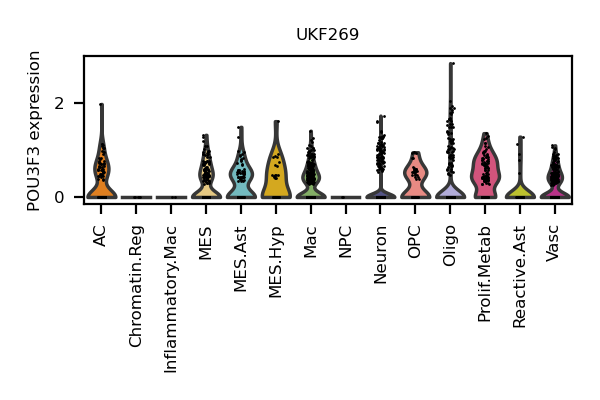 UKF269
POU3F3 expression
2
0
AC
Chromatin.Reg
Inflammatory.Mac
MES
MES.Ast
MES.Hyp
Mac
NPC
Neuron
OPC
Oligo
Prolif.Metab
Reactive.Ast
Vasc